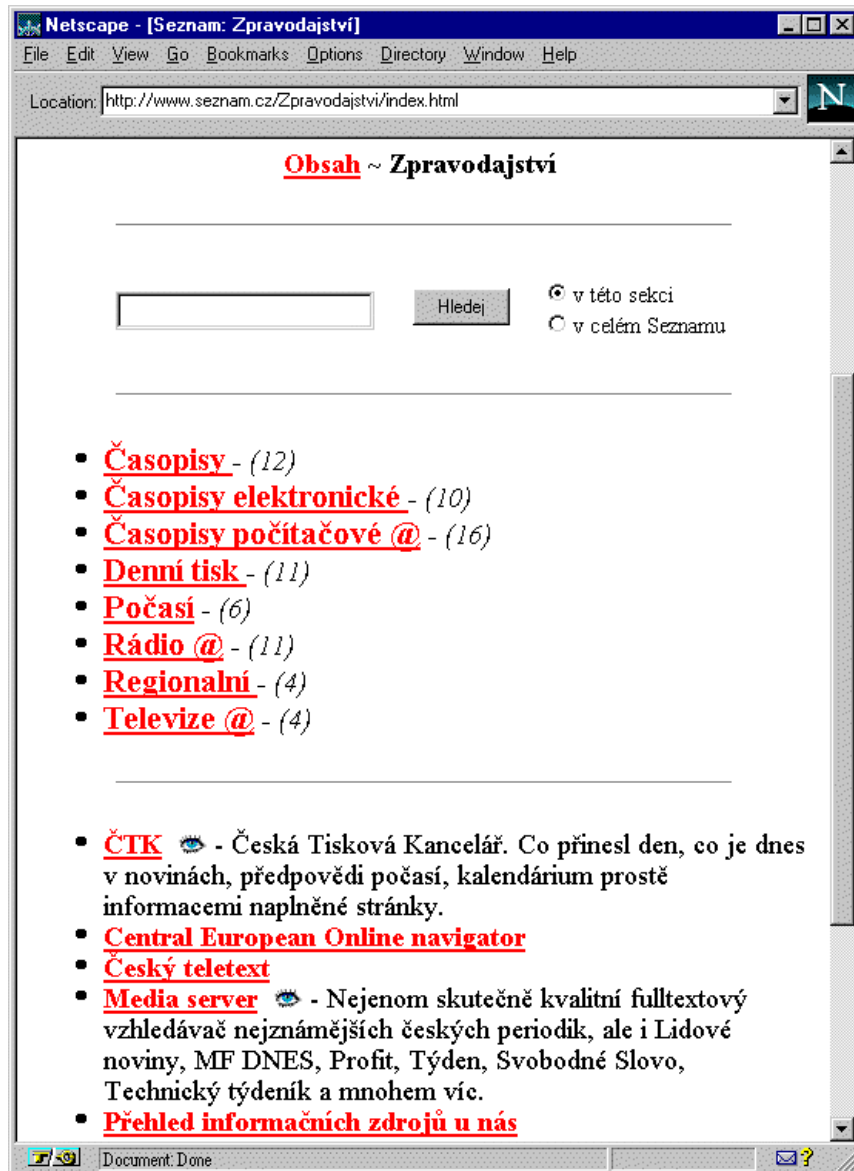 Netscape - [Seznam: Zpravodajství]
File Edit View Go Bookmarks Options Directory Window Help
Location: http://www.seznam.cz/Zpravodajstvi/index.html
N
Obsah ~ Zpravodajství
Hledej
v této sekci
v celém Seznamu
Časopisy - (12)
Časopisy elektronické - (10)
Časopisy počítačové @ - (16)
Denní tisk - (11)
Počasí - (6)
Rádio @ - (11)
Regionalní - (4)
Televize @ - (4)
ČTK - Česká Tisková Kancelář. Co přinesl den, co je dnes
v novinách, předpovědi počasí, kalendárium prostě
informacemi naplněné stránky.
Central European Online navigator
Český teletext
Media server - Nejenom skutečně kvalitní fulltextový
vzhledávač nejznámějších českých periodik, ale i Lidové
noviny, MF DNES, Profit, Týden, Svobodné Slovo,
Technický týdeník a mnohem víc.
Přehled informačních zdrojů u nás
Document: Done